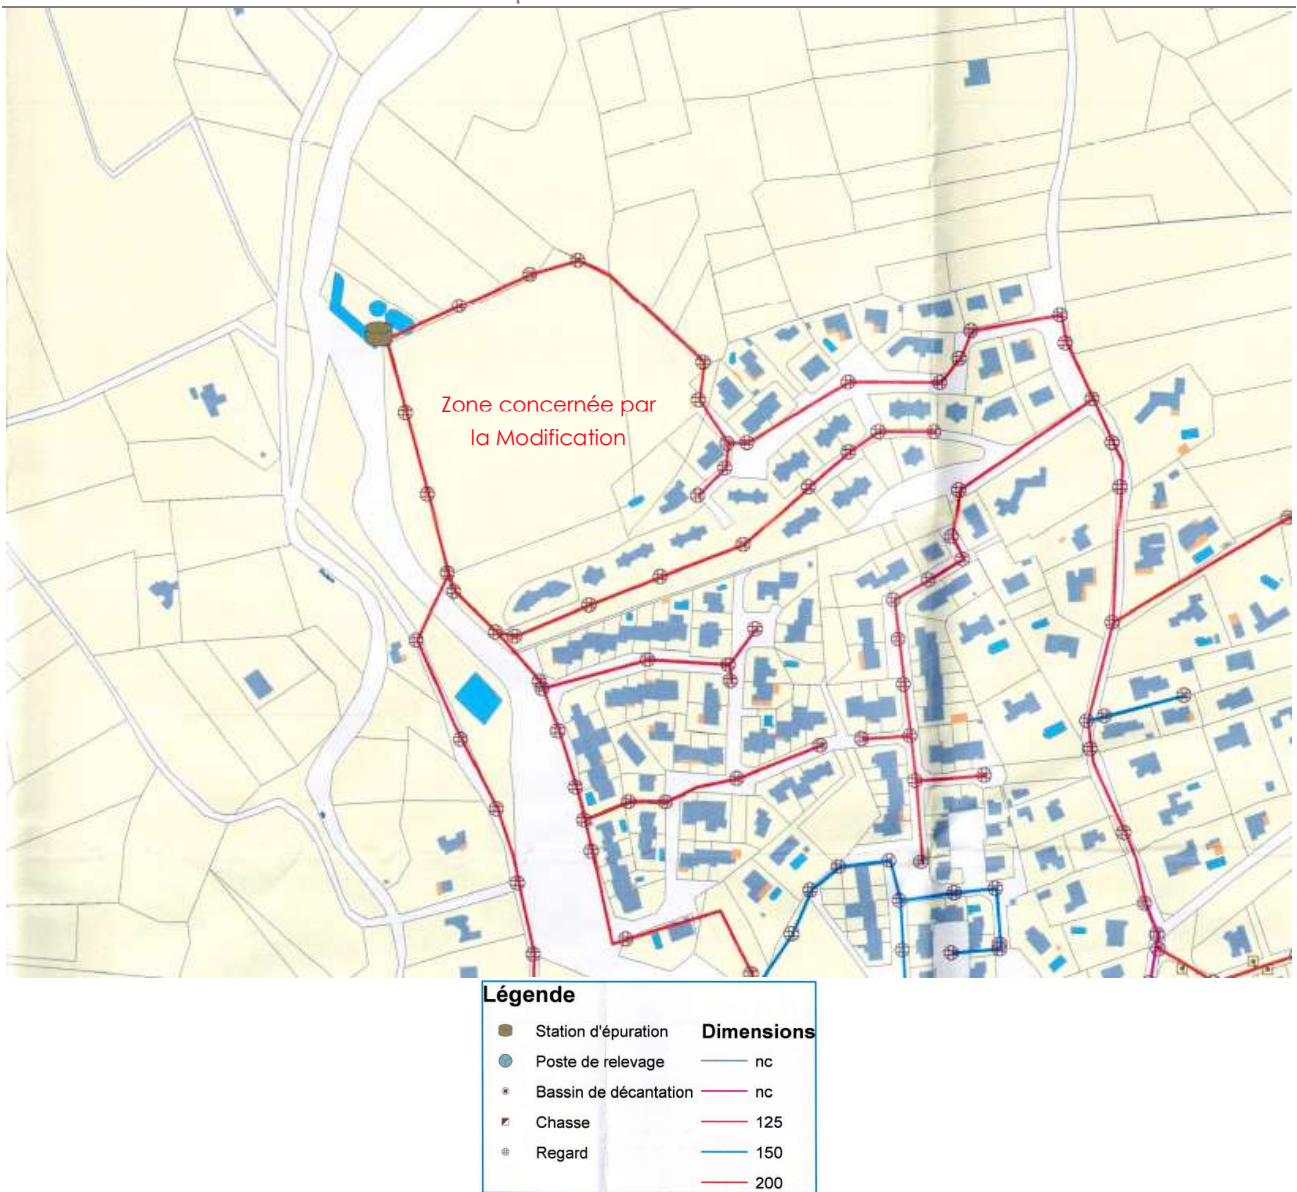 Zone concernée par
la Modification
Légende
Station d'épuration
Poste de relevage
Bassin de décantation
Chasse
Regard
Dimensions
nc
nc
125
150
200